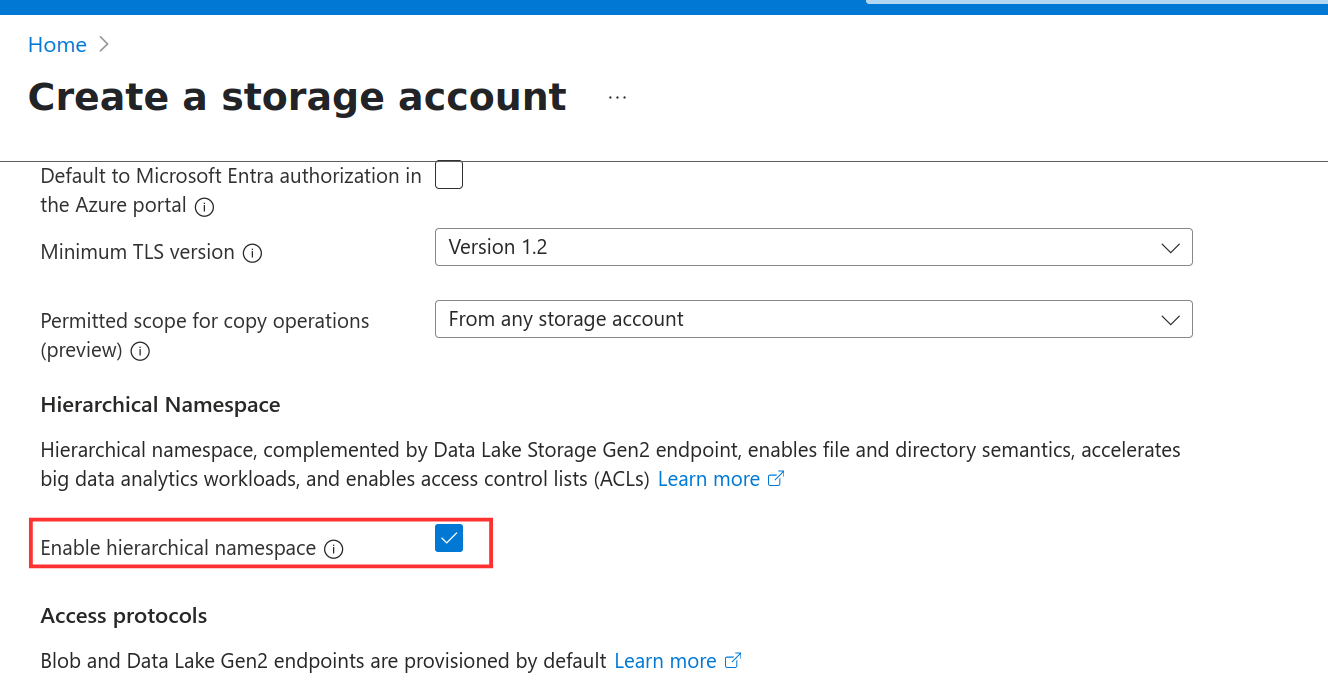 Home
Create a storage account
Default to Microsoft Entra authorization in
the Azure portal
Minimum TLS version
Version 1.2
Permitted scope for copy operations
(preview)
From any storage account
Hierarchical Namespace
Hierarchical namespace, complemented by Data Lake Storage Gen2 endpoint, enables file and directory semantics, accelerates
big data analytics workloads, and enables access control lists (ACLs) Learn more
Enable hierarchical namespace
Access protocols
Blob and Data Lake Gen2 endpoints are provisioned by default Learn more